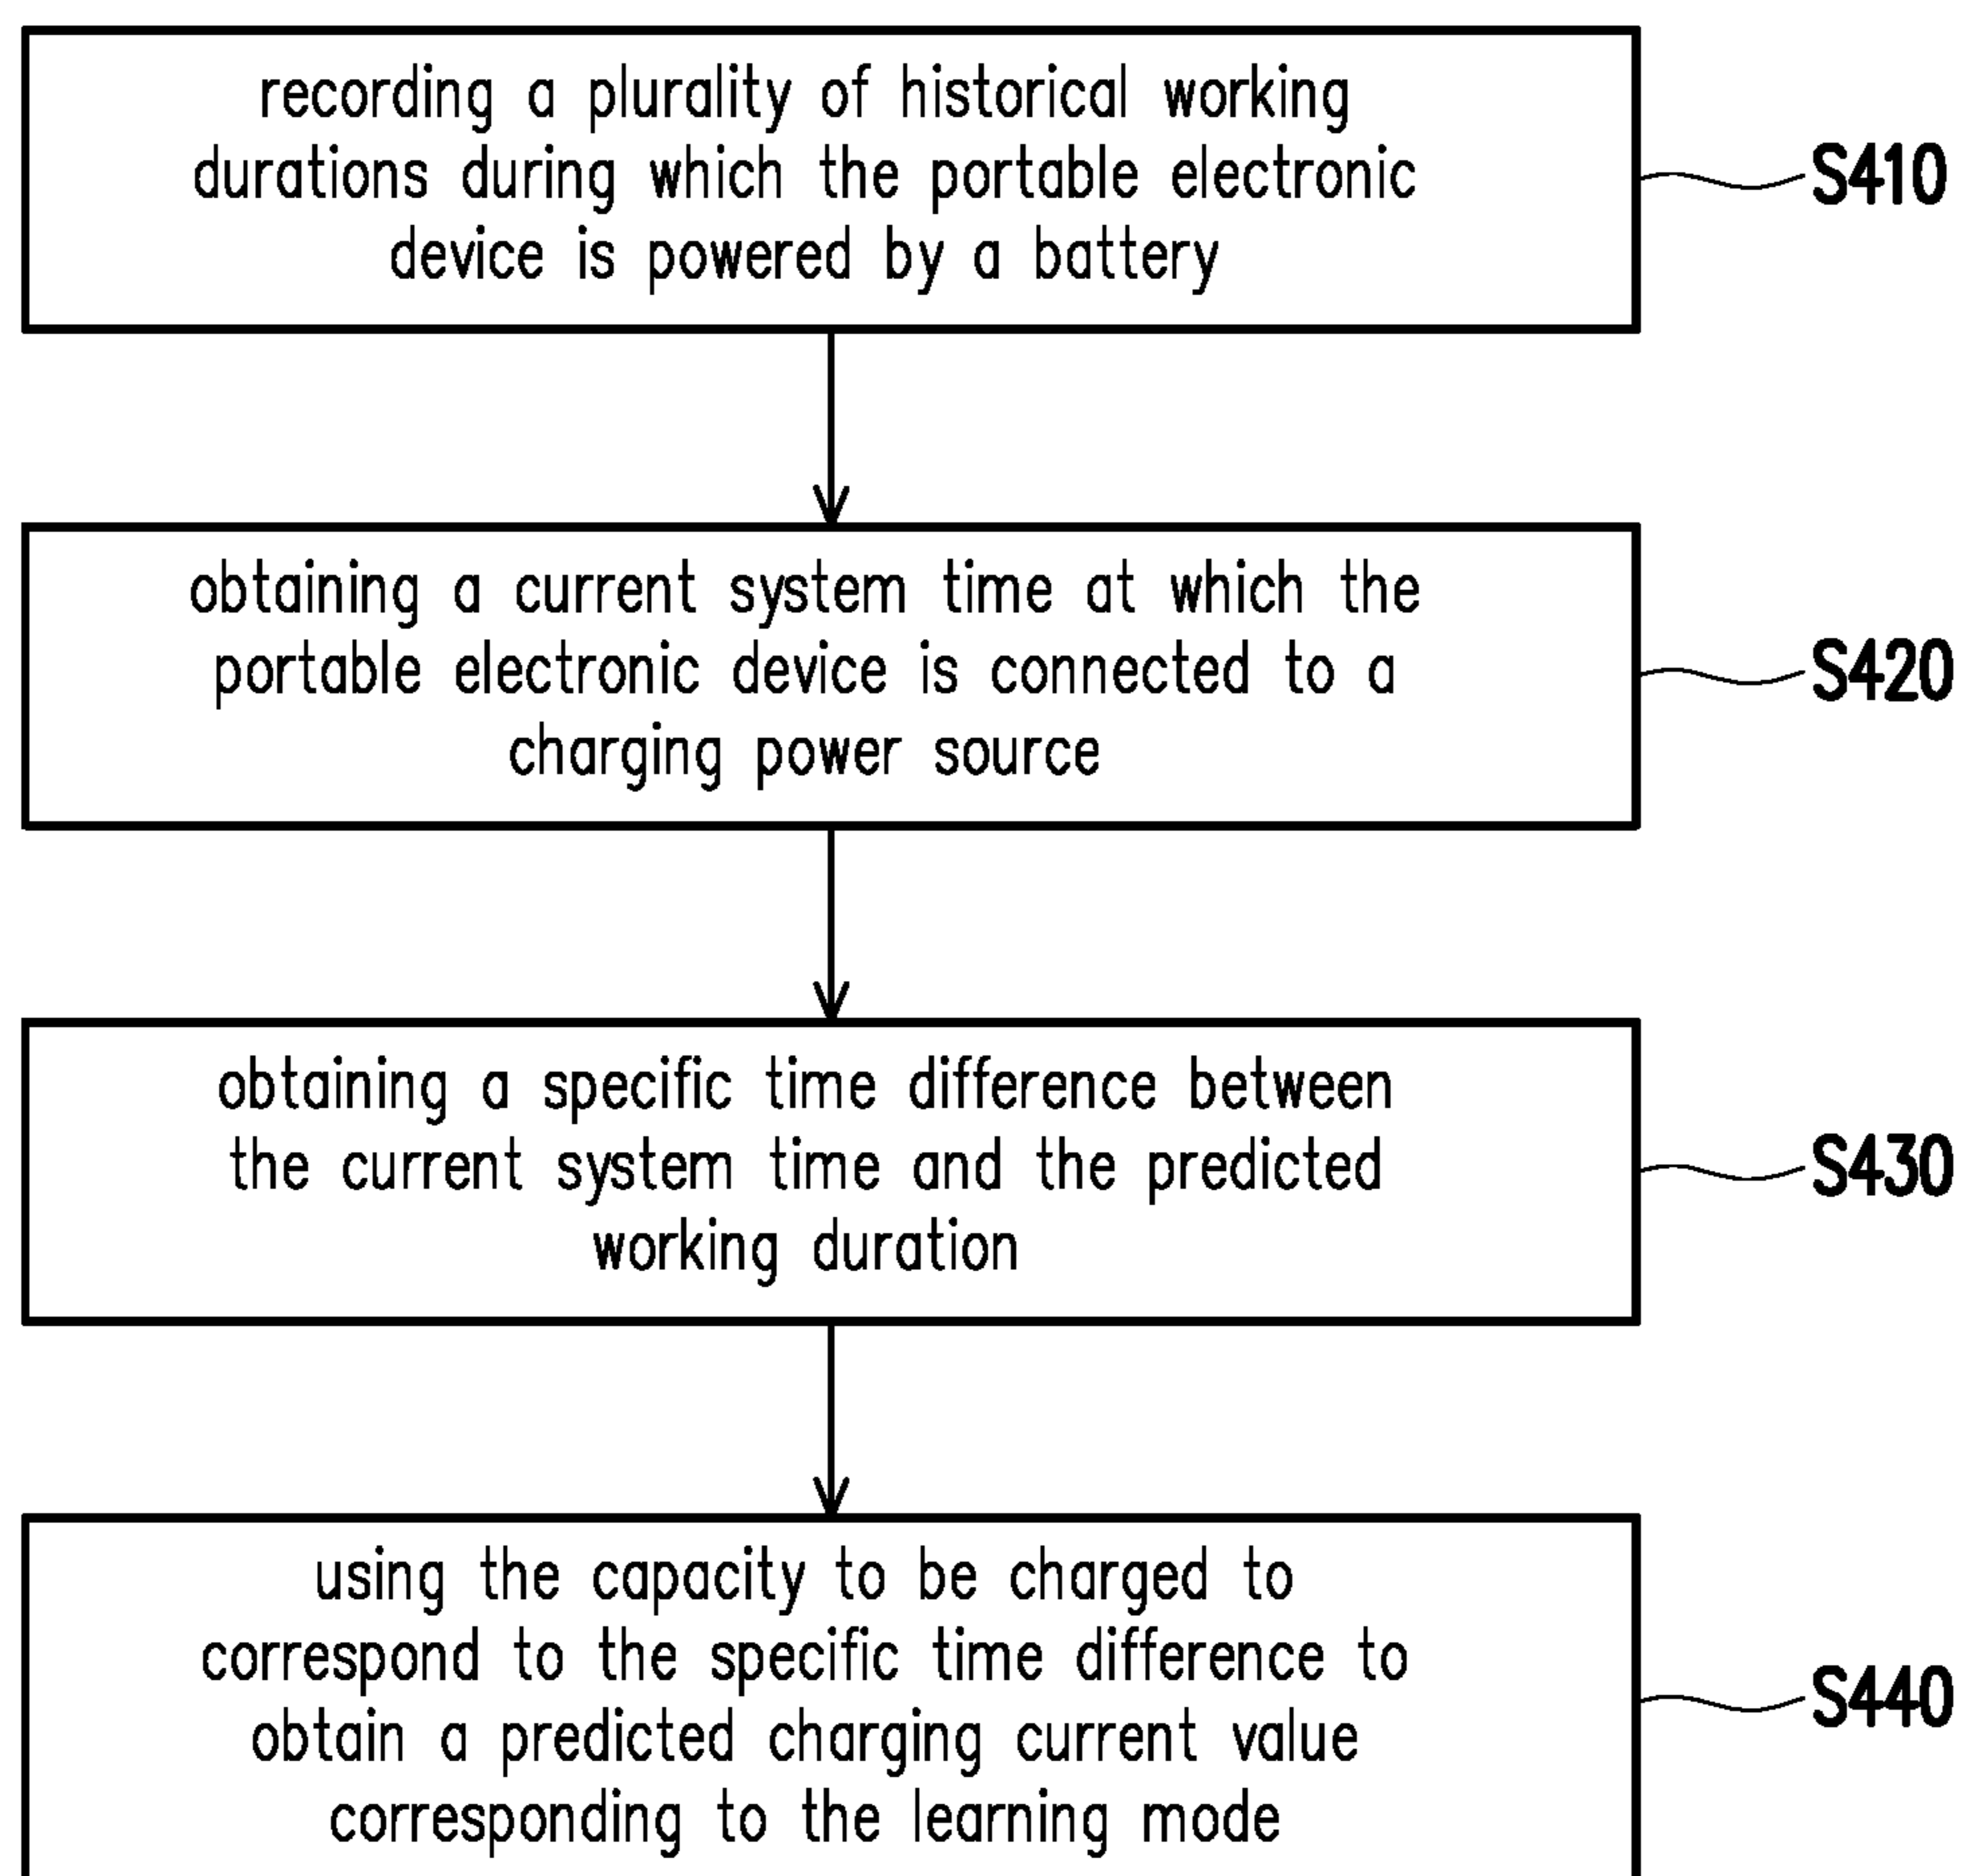 recording a plurality of historical working
durations during which the portable electronic
device is powered by a battery
S410
obtaining a current system time at which the
portable electronic device is connected to a
charging power source
S420
obtaining a specific time difference between
the current system time and the predicted
working duration
S430
using the capacity to be charged to
correspond to the specific time difference to
obtain a predicted charging current value
corresponding to the learning mode
S440